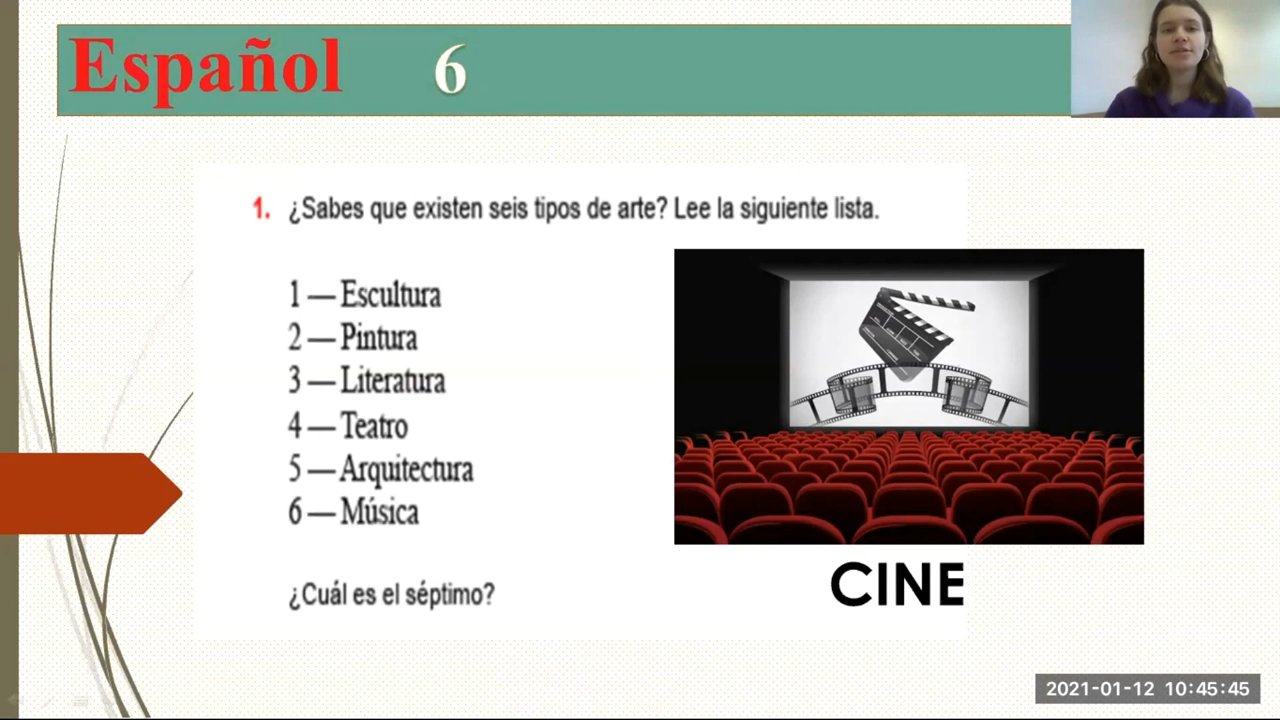 Español 6
1. ¿Sabes que existen seis tipos de arte? Lee la siguiente lista.
1 — Escultura
2 — Pintura
3 — Literatura
4 — Teatro
5 — Arquitectura
6 — Música
¿Cuál es el séptimo?
CINE
2021-01-12 10:45:45